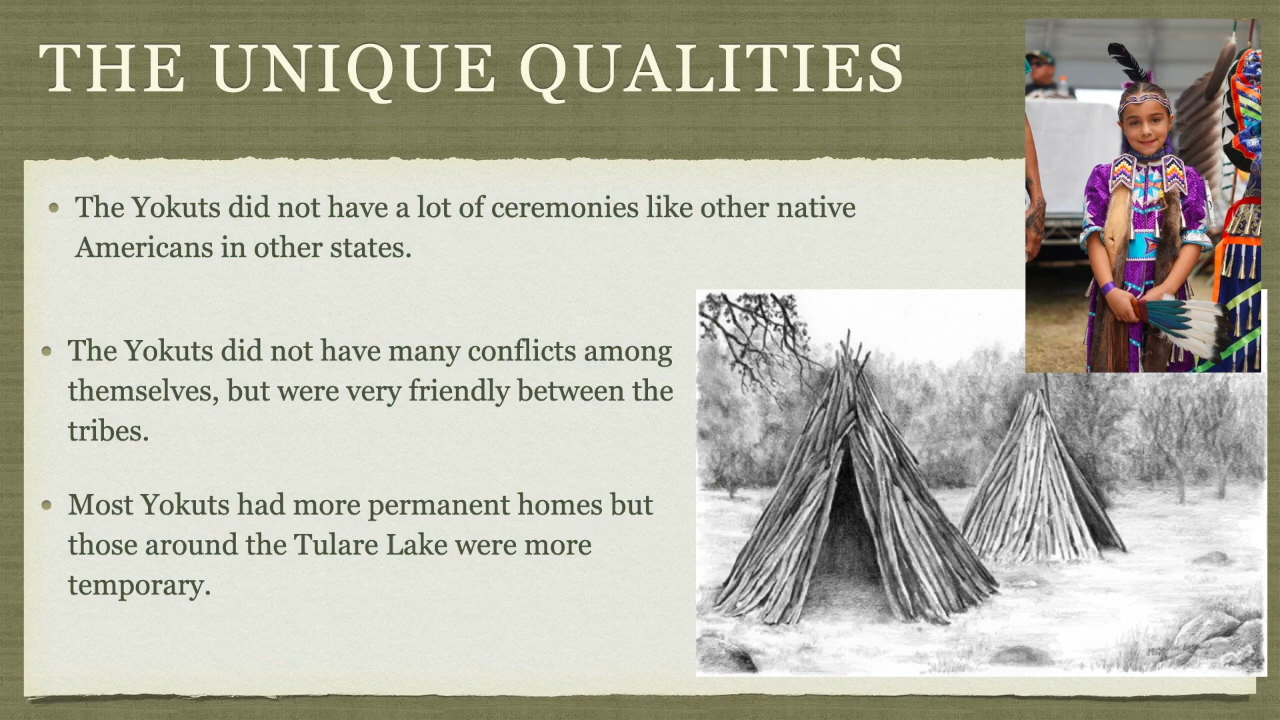 THE UNIQUE QUALITIES
• The Yokuts did not have a lot of ceremonies like other native
Americans in other states.
• The Yokuts did not have many conflicts among
themselves, but were very friendly between the
tribes.
• Most Yokuts had more permanent homes but
those around the Tulare Lake were more
temporary.